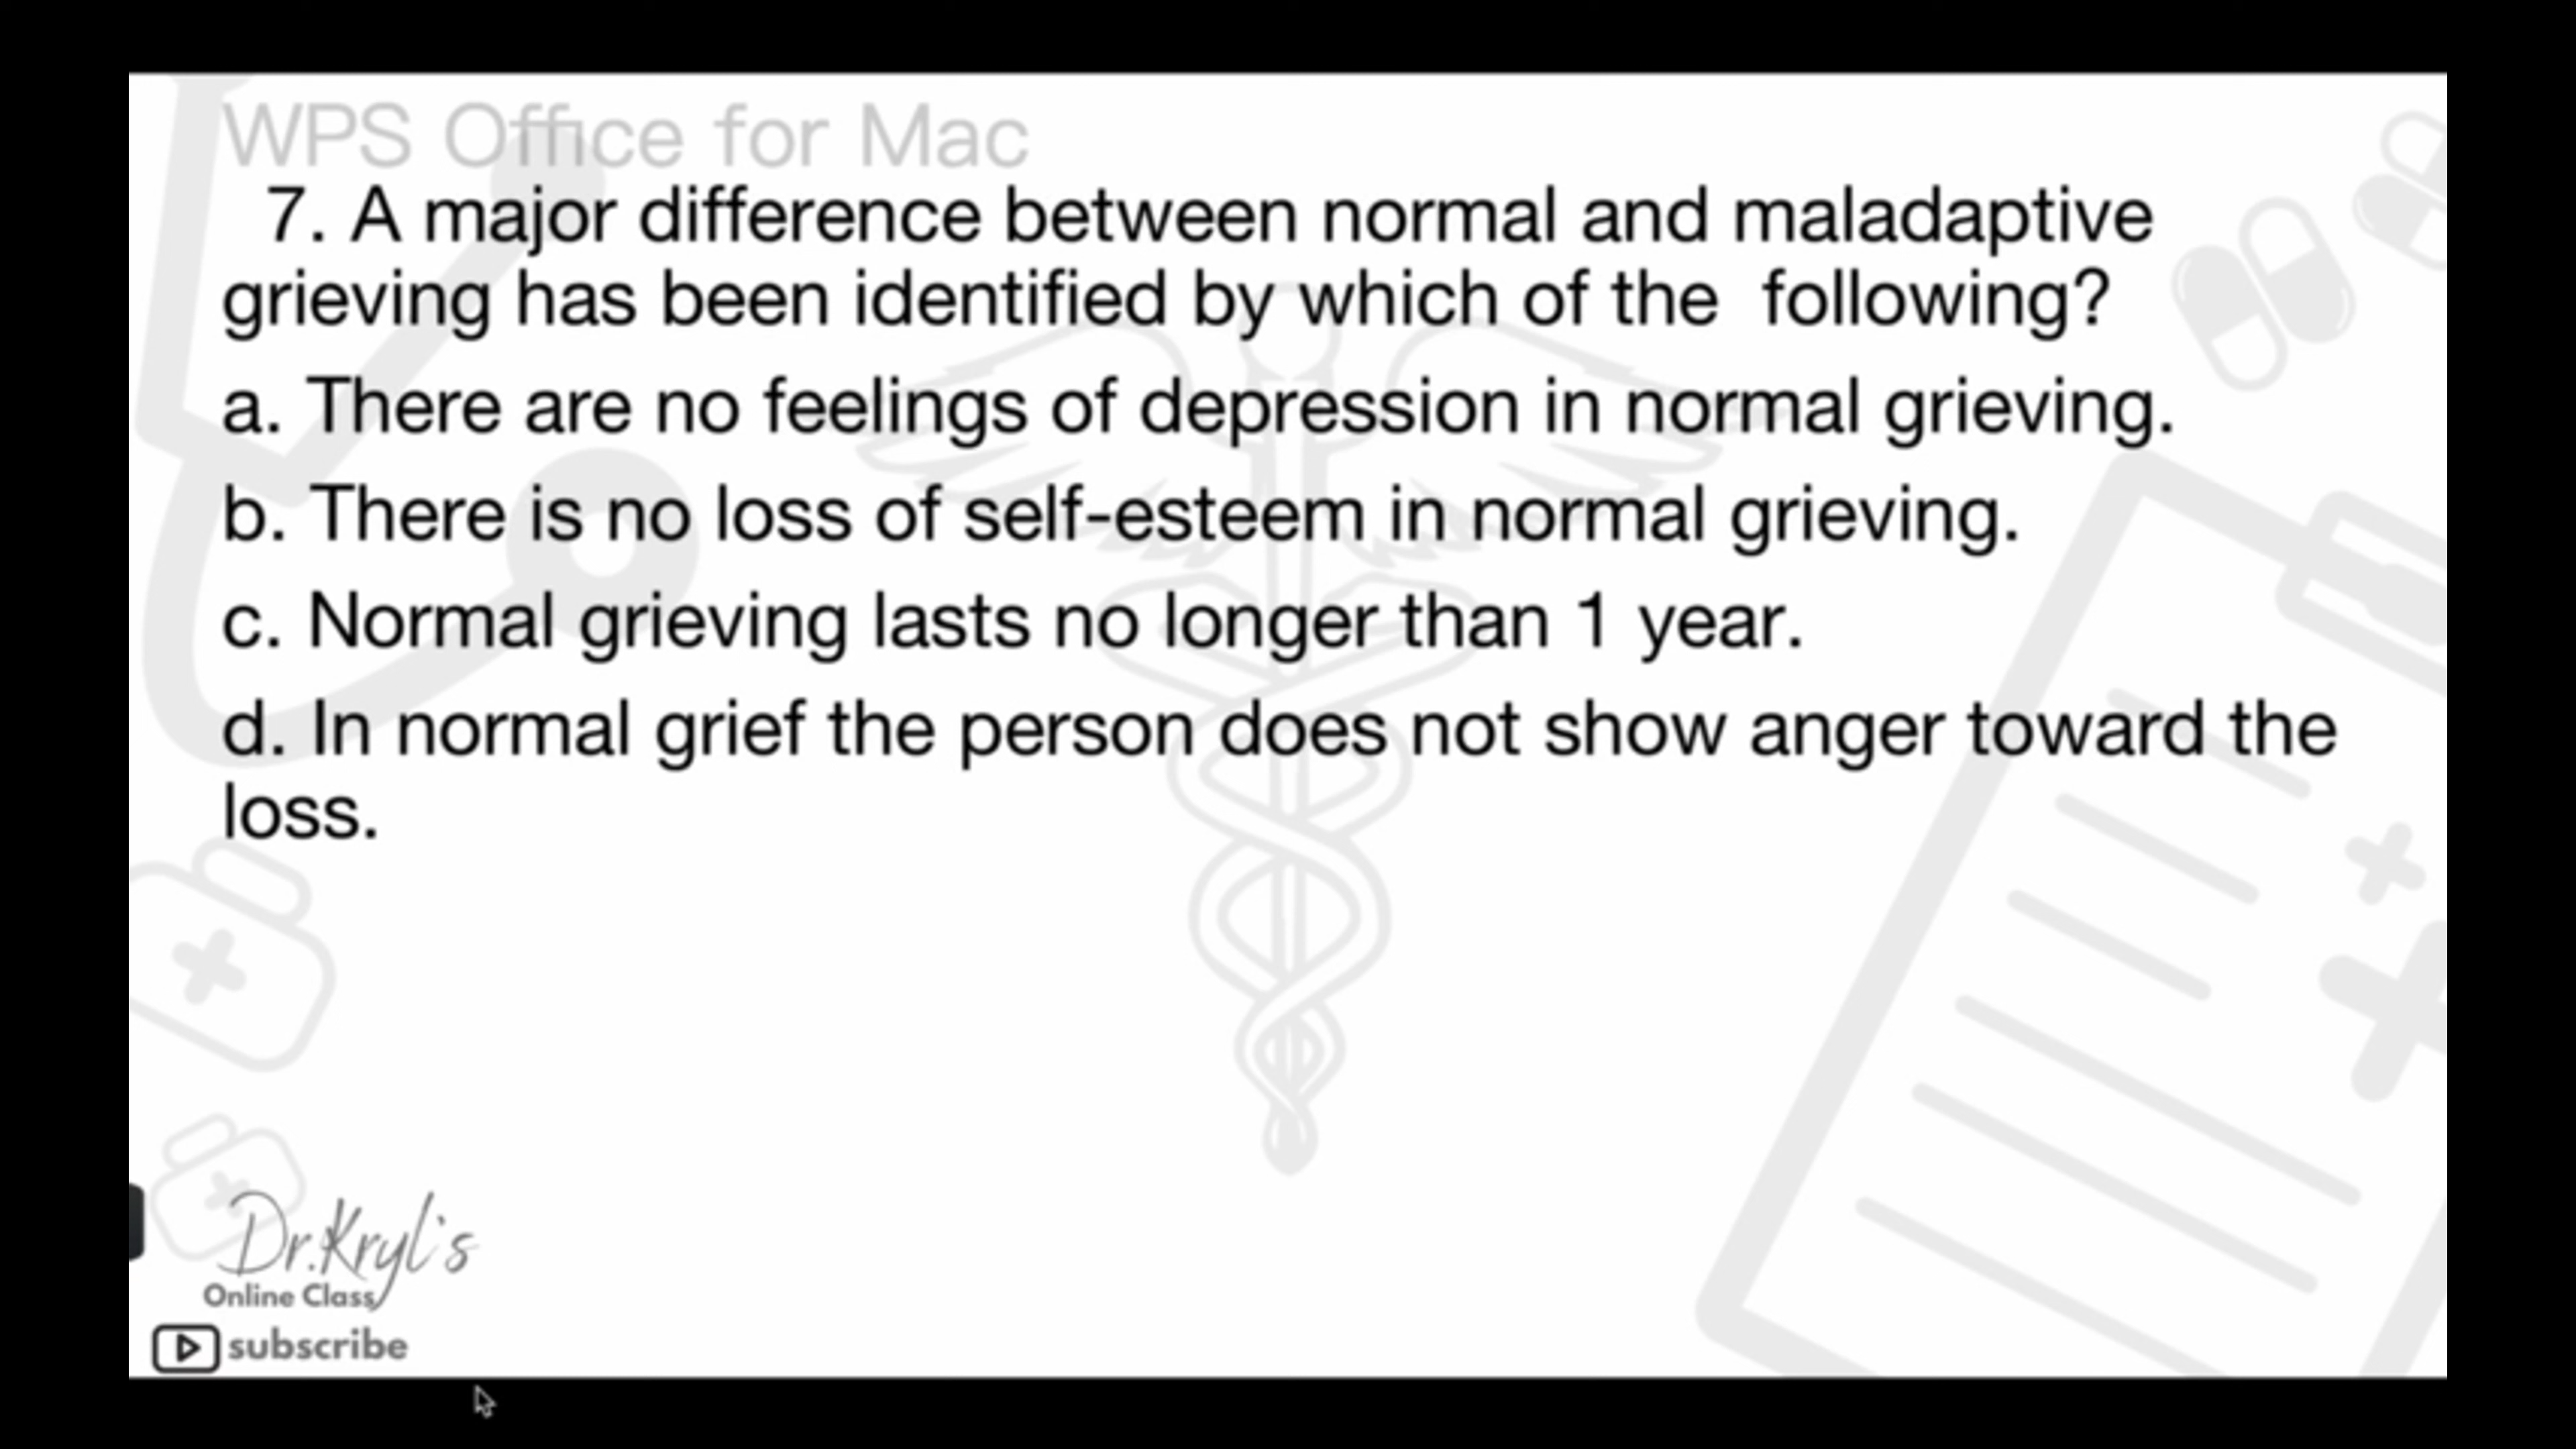 WPS Office for Mac
7. A major difference between normal and maladaptive
grieving has been identified by which of the  following?
a. There are no feelings of depression in normal grieving.
b. There is no loss of self-esteem in normal grieving.
c. Normal grieving lasts no longer than 1 year.
d. In normal grief the person does not show anger toward the
loss.
Dr.Kryl's
Online Class
subscribe